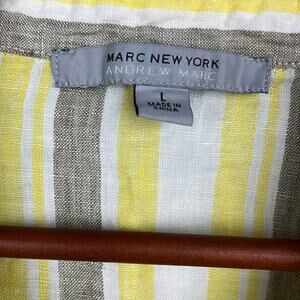 MARC NEW YORK
ANDREW MARC
L
MADE IN
CHINA